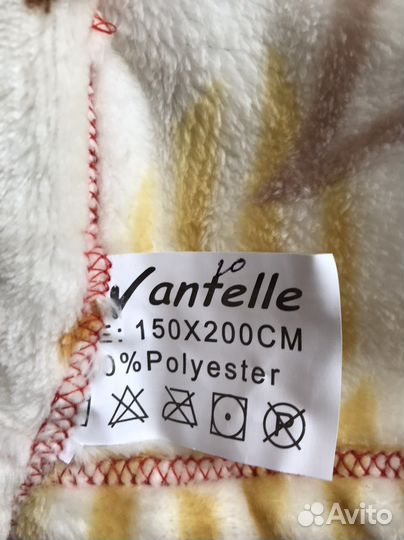 Vantelle
E: 150X200CM
0%Polyester
P
Avito